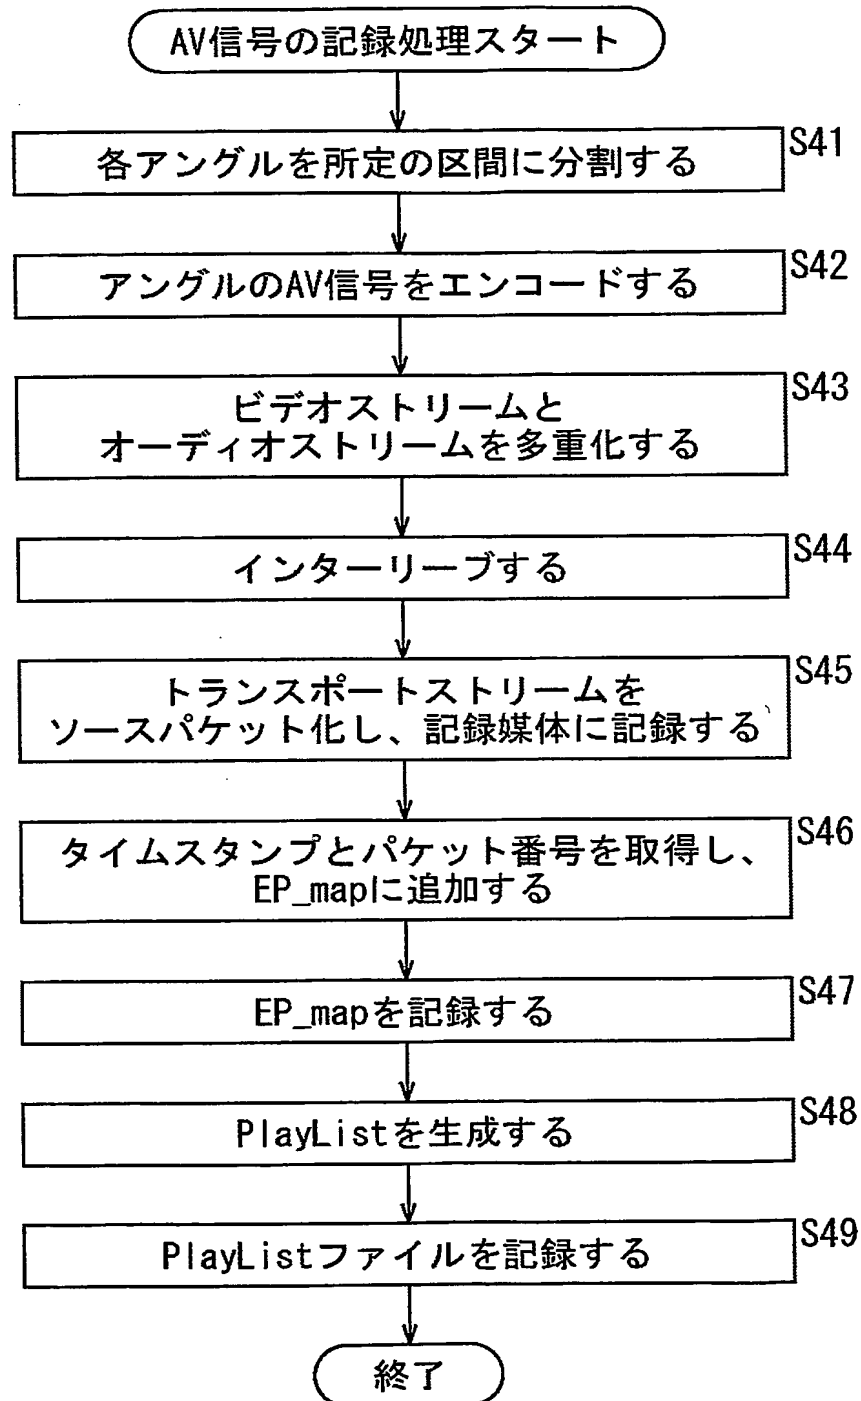 AV信号の記録処理スタート
S41
各アングルを所定の区間に分割する
S42
アングルのAV信号をエンコードする
S43
ビデオストリームと
オーディオストリームを多重化する
S44
インターリーブする
S45
トランスポートストリームを
ソースパケット化し、記録媒体に記録する
S46
タイムスタンプとパケット番号を取得し、
EP_mapに追加する
S47
EP_mapを記録する
S48
PlayListを生成する
S49
PlayListファイルを記録する
終了